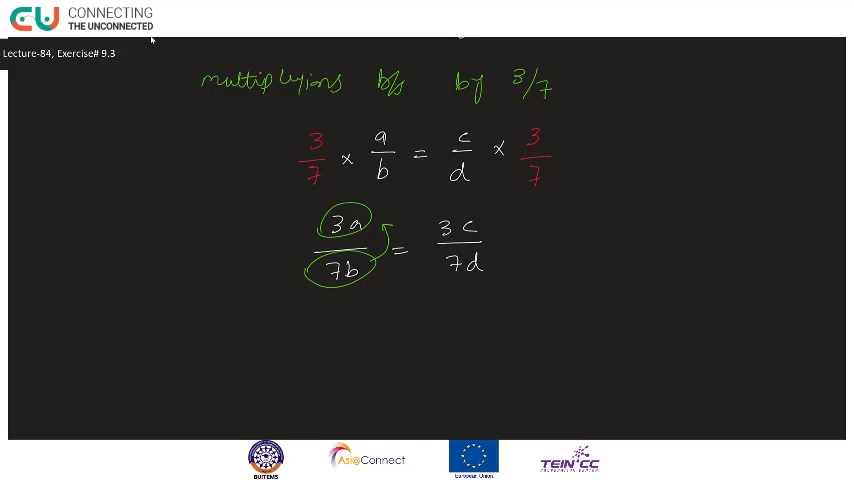 CONNECTING
THE UNCONNECTED
Lecture-84, Exercise# 9.3
multiplyions b/s by 3/7
3/7 × a/b = c/d × 3/7
3a/7b = 3c/7d
BUITEMS
Asi@Connect
European Union
TEIN*CC